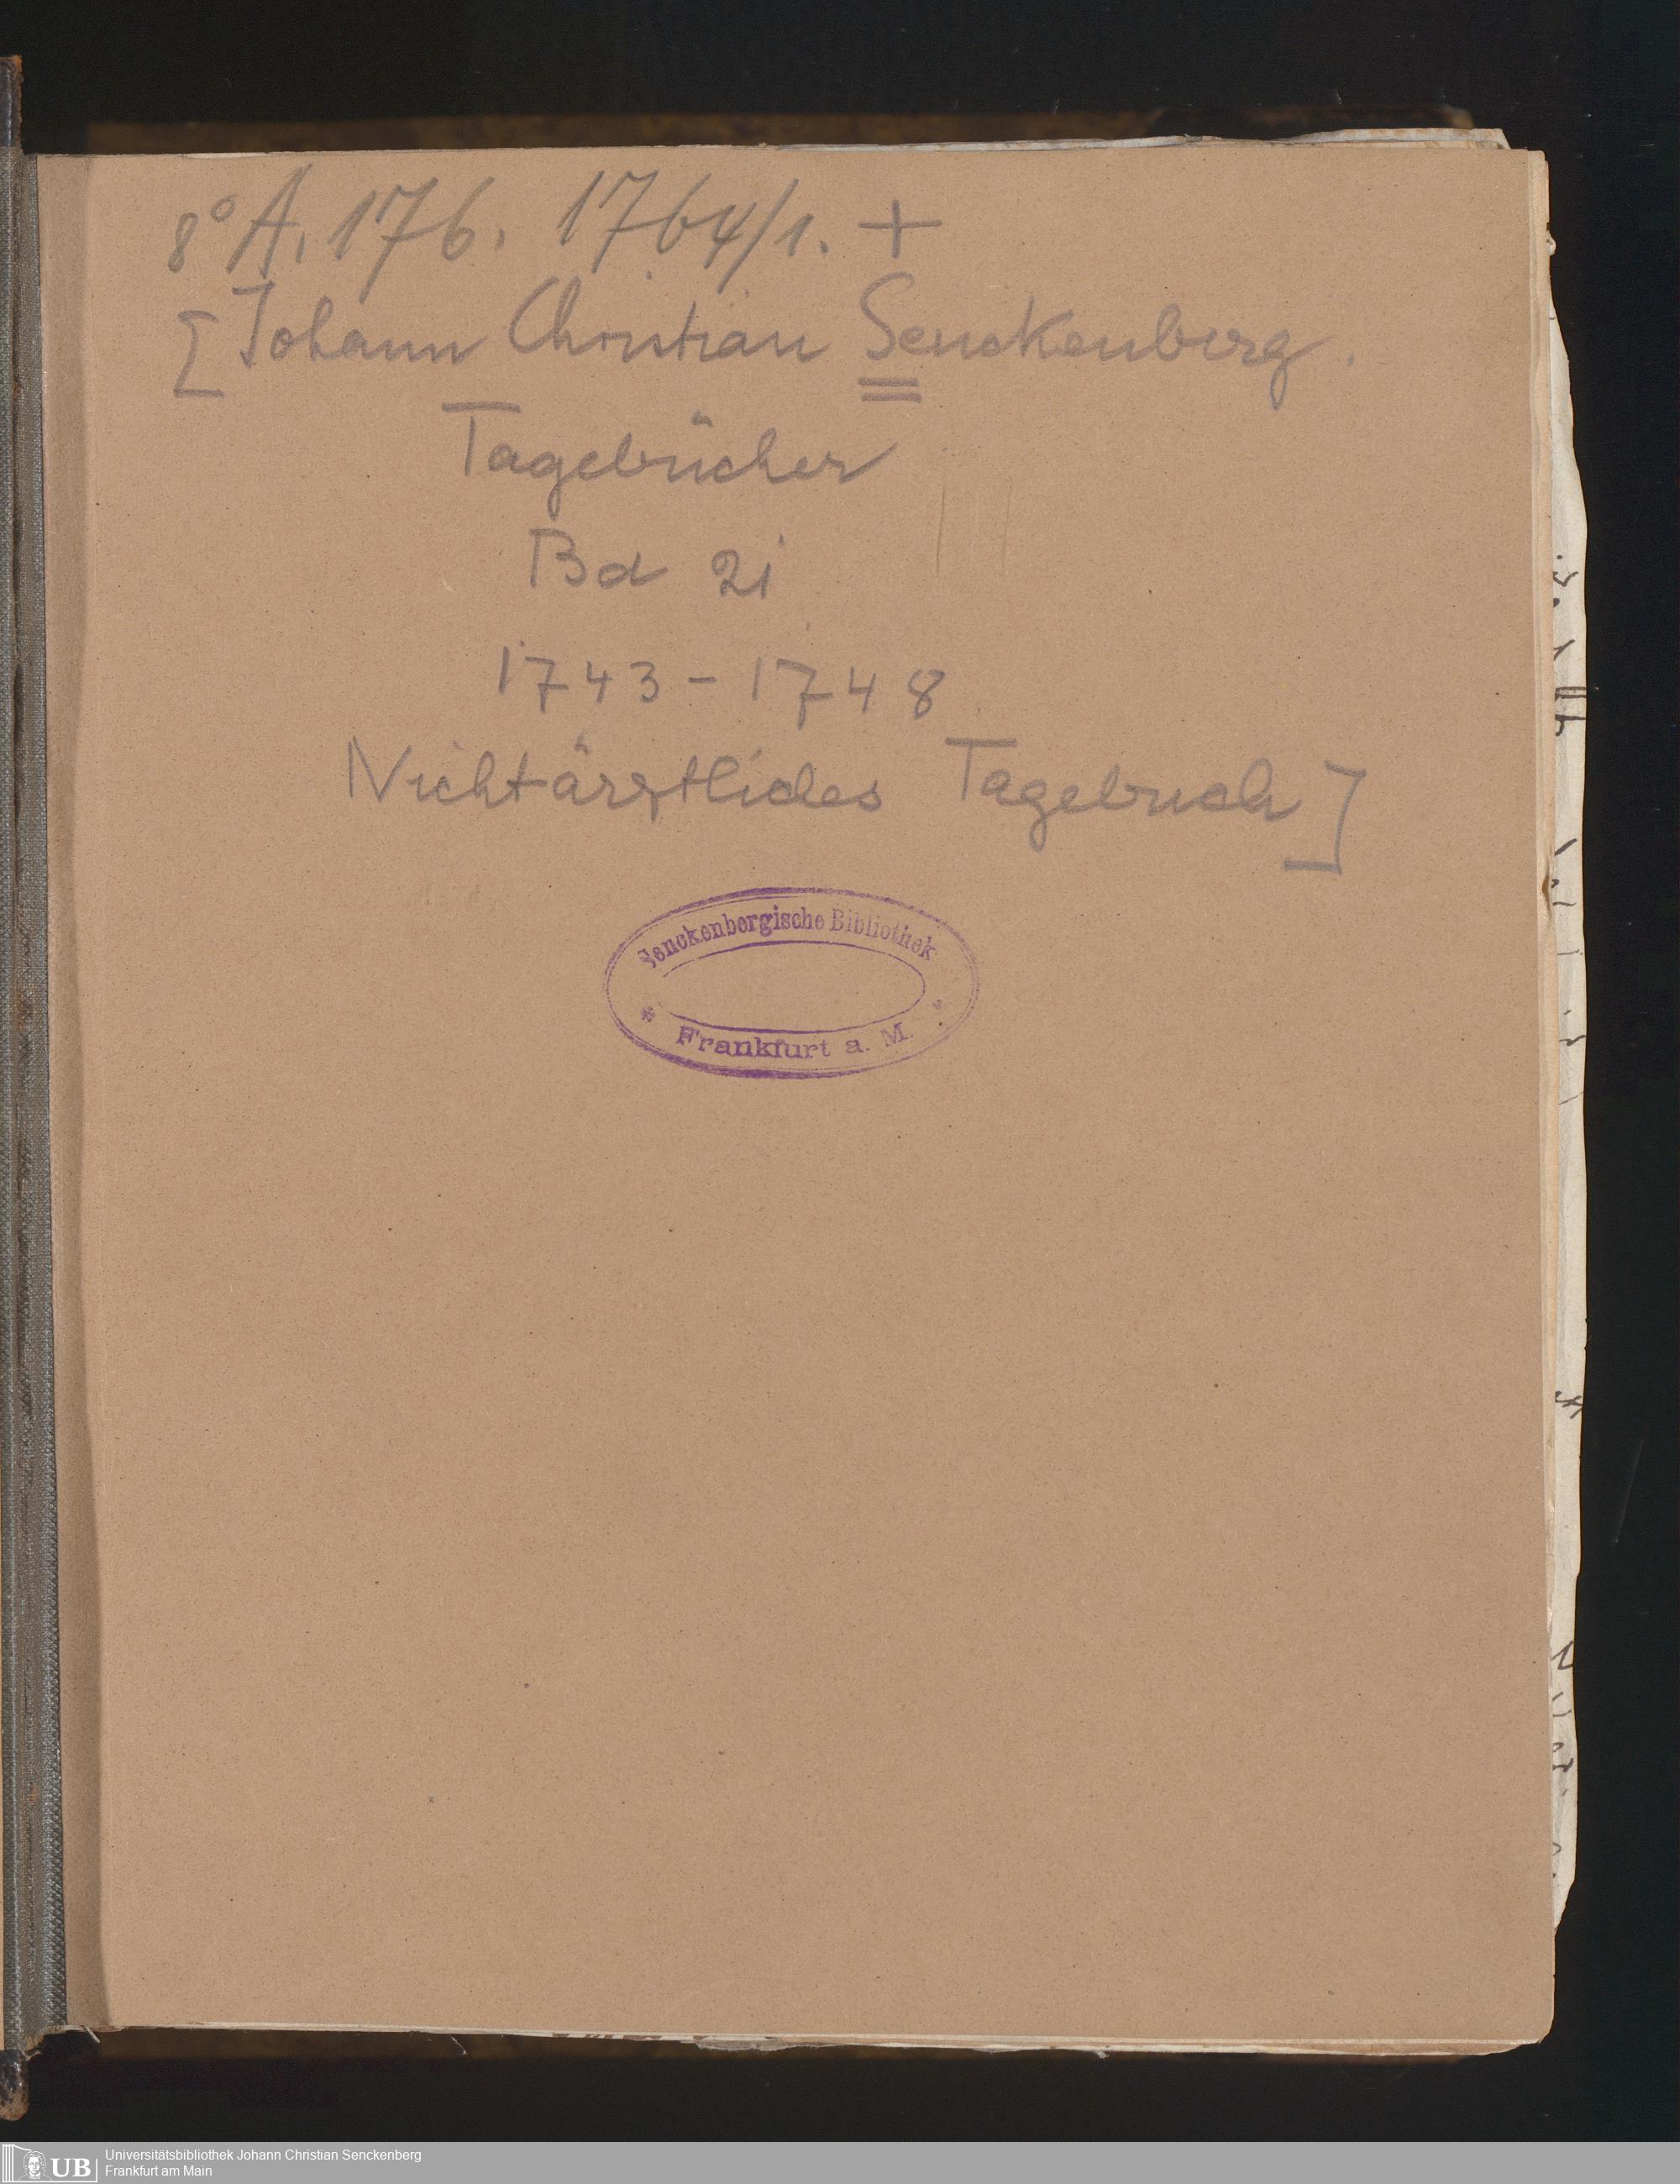 8° A, 176. 1764/1. +
[Johann Christian Senckenberg.
Tagebücher
Bd 21
1743-1748
Nichtärztliches Tagebuch]
Senckenbergische Bibliothek
* Frankfurt a. M. *
UB Universitätsbibliothek Johann Christian Senckenberg
Frankfurt am Main